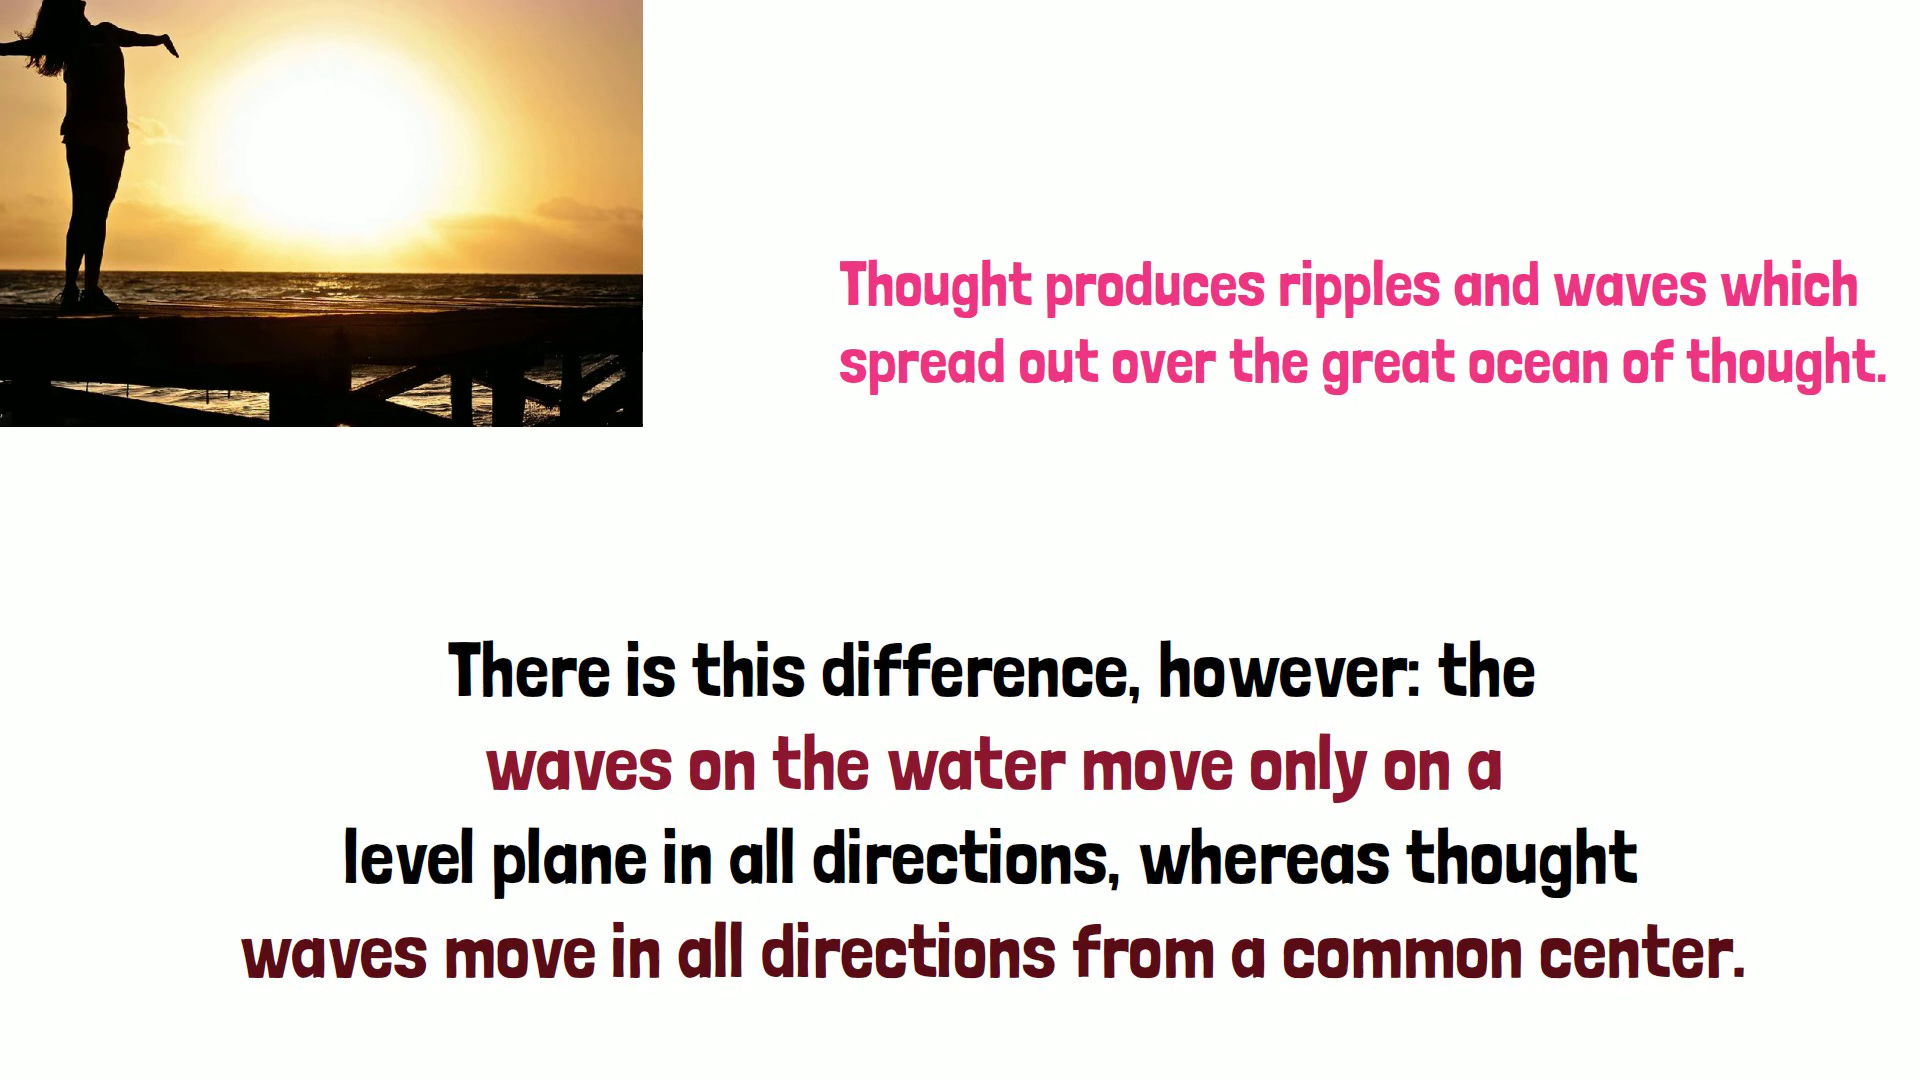 Thought produces ripples and waves which
spread out over the great ocean of thought.
There is this difference, however: the
waves on the water move only on a
level plane in all directions, whereas thought
waves move in all directions from a common center.